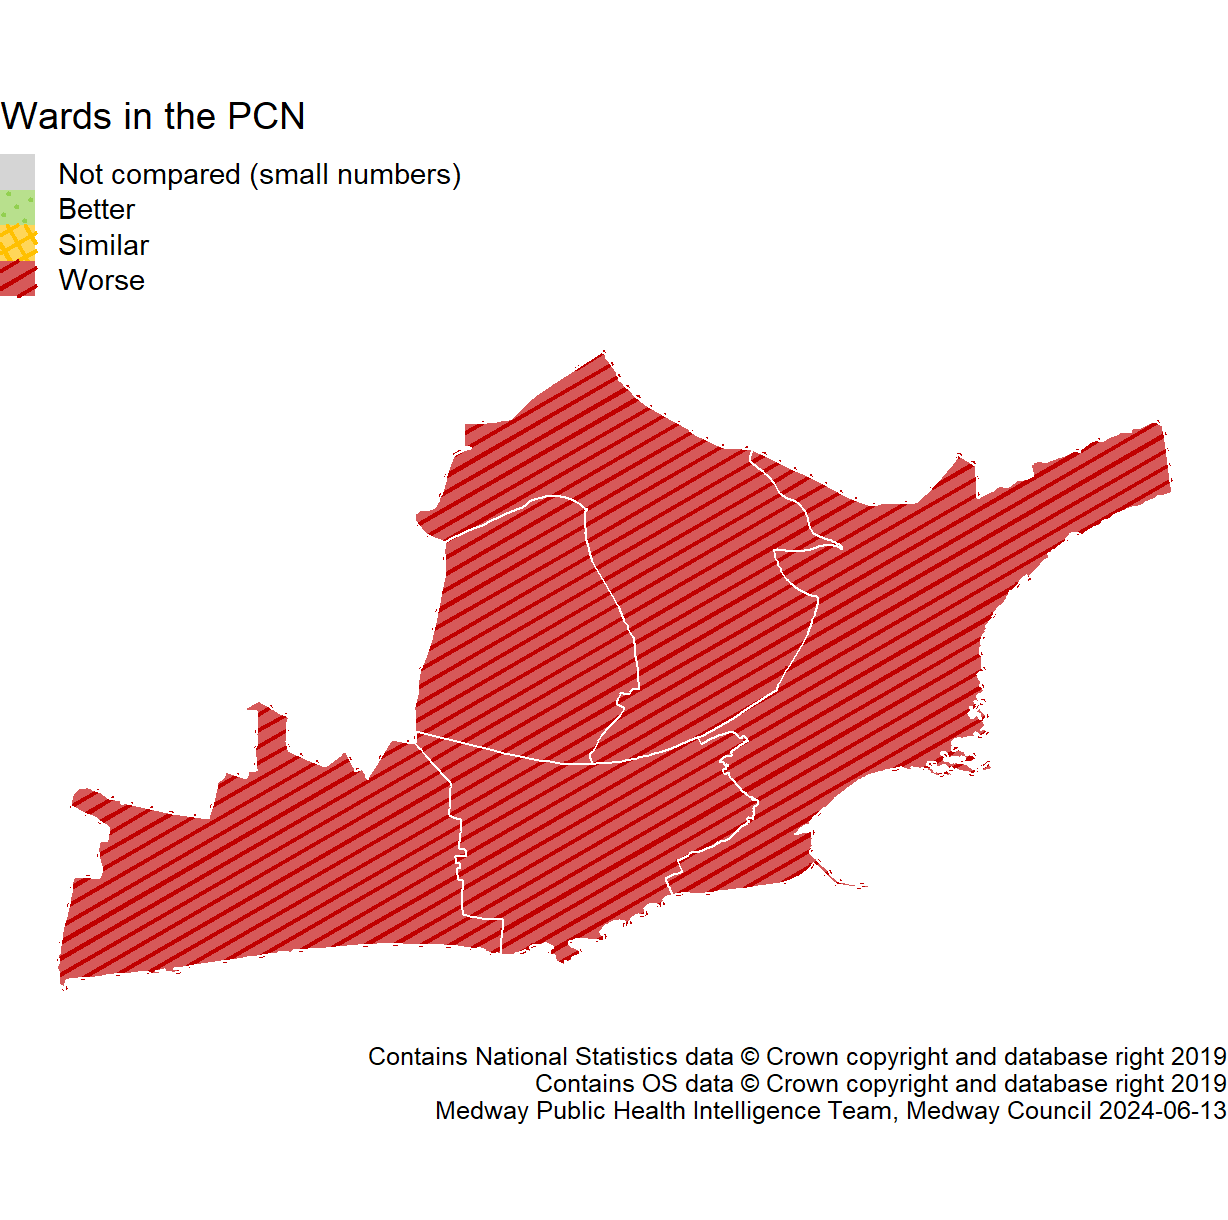 Wards in the PCN
Not compared (small numbers)
Better
Similar
Worse
Contains National Statistics data © Crown copyright and database right 2019
Contains OS data © Crown copyright and database right 2019
Medway Public Health Intelligence Team, Medway Council 2024-06-13